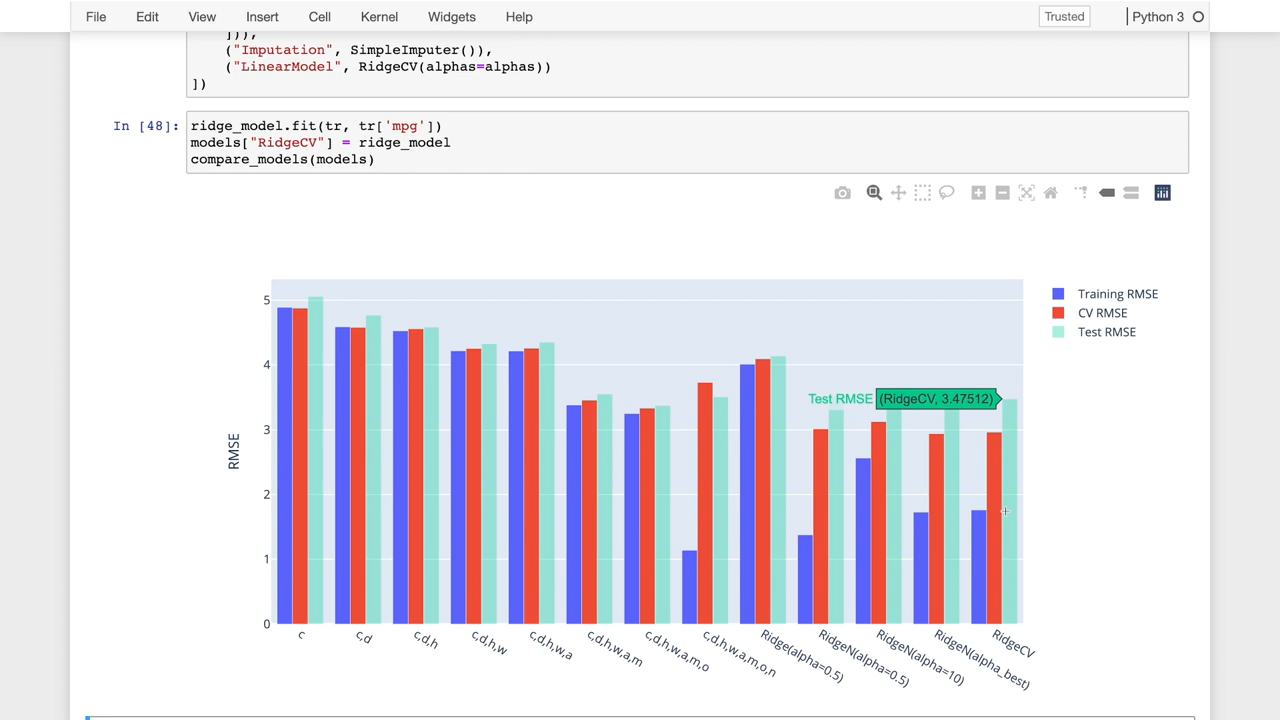 File Edit View Insert Cell Kernel Widgets Help Trusted Python 3
])),
("Imputation", SimpleImputer()),
("LinearModel", RidgeCV(alphas=alphas))
])
In [48]: ridge_model.fit(tr, tr['mpg'])
models["RidgeCV"] = ridge_model
compare_models(models)
Training RMSE
CV RMSE
Test RMSE
5
4
3
2
1
0
RMSE
Test RMSE (RidgeCV, 3.47512)
c
c,d
c,d,h
c,d,h,w
c,d,h,w,a
c,d,h,w,a,m
c,d,h,w,a,m,o
c,d,h,w,a,m,o,n
Ridge(alpha=0.5)
RidgeN(alpha=0.5)
RidgeN(alpha=10)
RidgeN(alpha_best)
RidgeCV